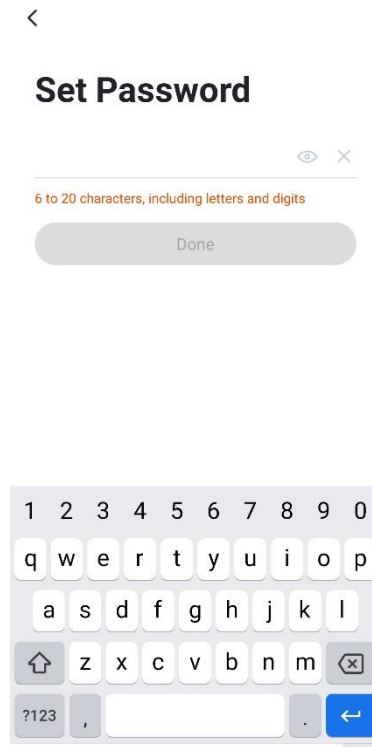 Set Password
6 to 20 characters, including letters and digits
Done
1 2 3 4 5 6 7 8 9 0
q w e r t y u i o p
a s d f g h j k l
z x c v b n m
?123 , .